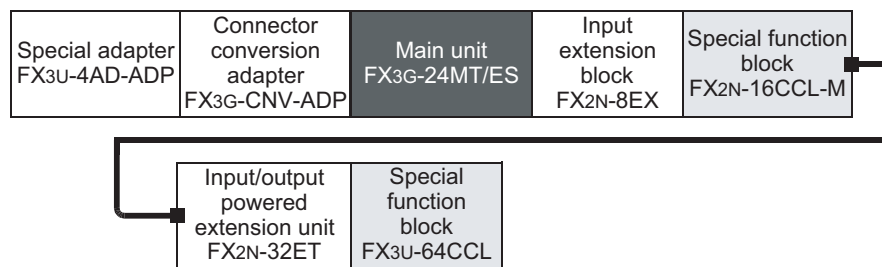 Special adapter
FX3U-4AD-ADP
Connector
conversion
adapter
FX3G-CNV-ADP
Main unit
FX3G-24MT/ES
Input
extension
block
FX2N-8EX
Special function
block
FX2N-16CCL-M
Input/output
powered
extension unit
FX2N-32ET
Special
function
block
FX3U-64CCL